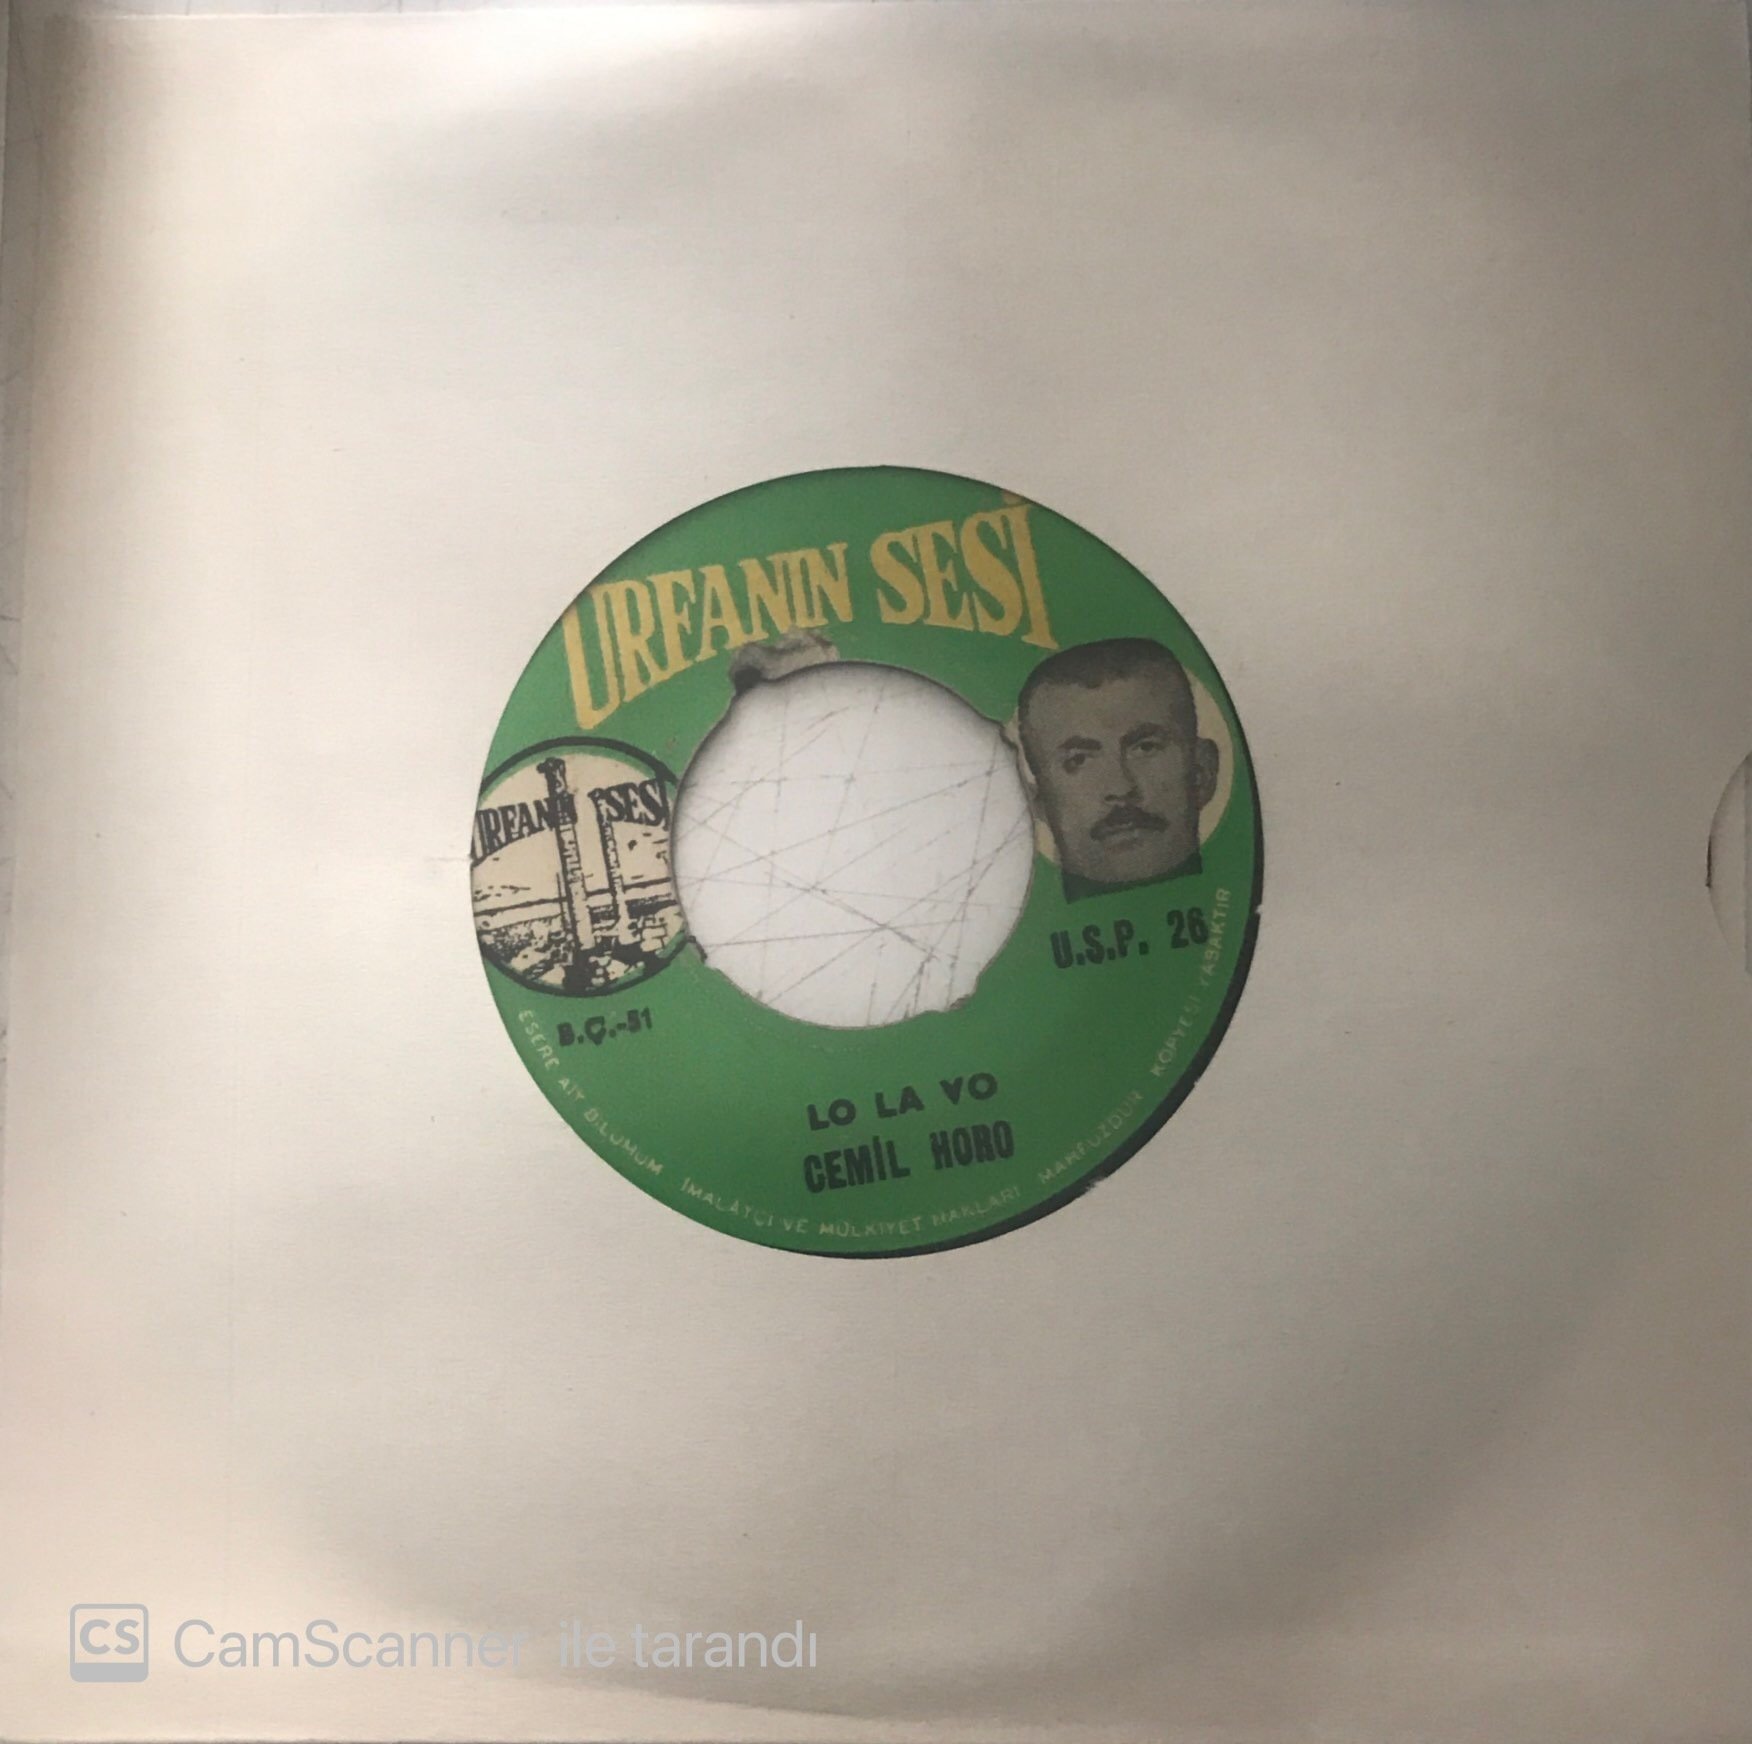 URFANIN SESİ
URFANIN SESİ
U.S.P. 26
B.Ç.-51
LO LA VO
CEMİL HORO
ESERE AİT BİLUMUM İMALATÇI VE MÜLKİYET HAKLARI MAHFUZDUR KOPYESİ YASAKTIR
CS CamScanner ile tarandı